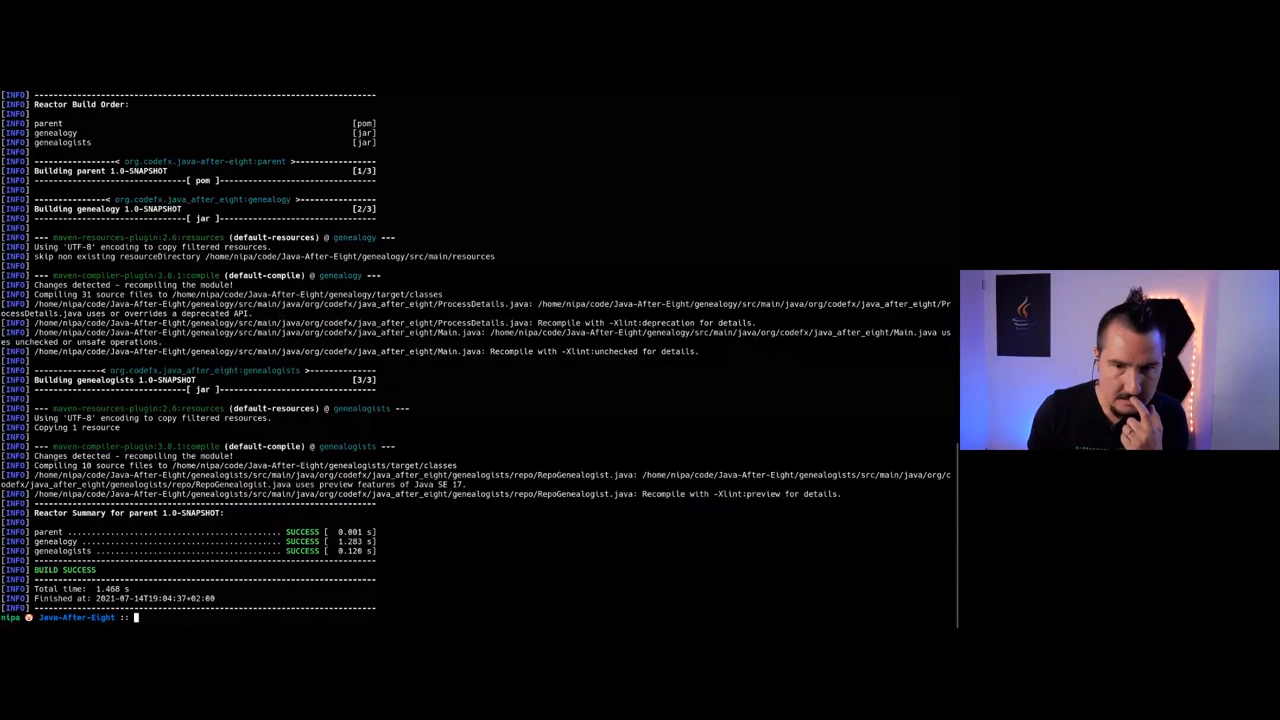 [INFO] ------------------------------------------------------------------------
[INFO] Reactor Build Order:
[INFO]
[INFO] parent [pom]
[INFO] genealogy [jar]
[INFO] genealogists [jar]
[INFO]
[INFO] -----------------< org.codefx.java-after-eight:parent >-----------------
[INFO] Building parent 1.0-SNAPSHOT [1/3]
[INFO] --------------------------------[ pom ]---------------------------------
[INFO]
[INFO] ---------------< org.codefx.java_after_eight:genealogy >----------------
[INFO] Building genealogy 1.0-SNAPSHOT [2/3]
[INFO] --------------------------------[ jar ]---------------------------------
[INFO]
[INFO] --- maven-resources-plugin:2.6:resources (default-resources) @ genealogy ---
[INFO] Using 'UTF-8' encoding to copy filtered resources.
[INFO] skip non existing resourceDirectory /home/nipa/code/Java-After-Eight/genealogy/src/main/resources
[INFO]
[INFO] --- maven-compiler-plugin:3.8.1:compile (default-compile) @ genealogy ---
[INFO] Changes detected - recompiling the module!
[INFO] Compiling 31 source files to /home/nipa/code/Java-After-Eight/genealogy/target/classes
[INFO] /home/nipa/code/Java-After-Eight/genealogy/src/main/java/org/codefx/java_after_eight/ProcessDetails.java: /home/nipa/code/Java-After-Eight/genealogy/src/main/java/org/codefx/java_after_eight/Pr
ocessDetails.java uses or overrides a deprecated API.
[INFO] /home/nipa/code/Java-After-Eight/genealogy/src/main/java/org/codefx/java_after_eight/ProcessDetails.java: Recompile with -Xlint:deprecation for details.
[INFO] /home/nipa/code/Java-After-Eight/genealogy/src/main/java/org/codefx/java_after_eight/Main.java: /home/nipa/code/Java-After-Eight/genealogy/src/main/java/org/codefx/java_after_eight/Main.java us
es unchecked or unsafe operations.
[INFO] /home/nipa/code/Java-After-Eight/genealogy/src/main/java/org/codefx/java_after_eight/Main.java: Recompile with -Xlint:unchecked for details.
[INFO]
[INFO] --------------< org.codefx.java_after_eight:genealogists >--------------
[INFO] Building genealogists 1.0-SNAPSHOT [3/3]
[INFO] --------------------------------[ jar ]---------------------------------
[INFO]
[INFO] --- maven-resources-plugin:2.6:resources (default-resources) @ genealogists ---
[INFO] Using 'UTF-8' encoding to copy filtered resources.
[INFO] Copying 1 resource
[INFO]
[INFO] --- maven-compiler-plugin:3.8.1:compile (default-compile) @ genealogists ---
[INFO] Changes detected - recompiling the module!
[INFO] Compiling 10 source files to /home/nipa/code/Java-After-Eight/genealogists/target/classes
[INFO] /home/nipa/code/Java-After-Eight/genealogists/src/main/java/org/codefx/java_after_eight/genealogists/repo/RepoGenealogist.java: /home/nipa/code/Java-After-Eight/genealogists/src/main/java/org/c
odefx/java_after_eight/genealogists/repo/RepoGenealogist.java uses preview features of Java SE 17.
[INFO] /home/nipa/code/Java-After-Eight/genealogists/src/main/java/org/codefx/java_after_eight/genealogists/repo/RepoGenealogist.java: Recompile with -Xlint:preview for details.
[INFO] ------------------------------------------------------------------------
[INFO] Reactor Summary for parent 1.0-SNAPSHOT:
[INFO]
[INFO] parent ............................................. SUCCESS [  0.001 s]
[INFO] genealogy .......................................... SUCCESS [  1.283 s]
[INFO] genealogists ....................................... SUCCESS [  0.120 s]
[INFO] ------------------------------------------------------------------------
[INFO] BUILD SUCCESS
[INFO] ------------------------------------------------------------------------
[INFO] Total time:  1.468 s
[INFO] Finished at: 2021-07-14T19:04:37+02:00
[INFO] ------------------------------------------------------------------------
nipa Java-After-Eight ::